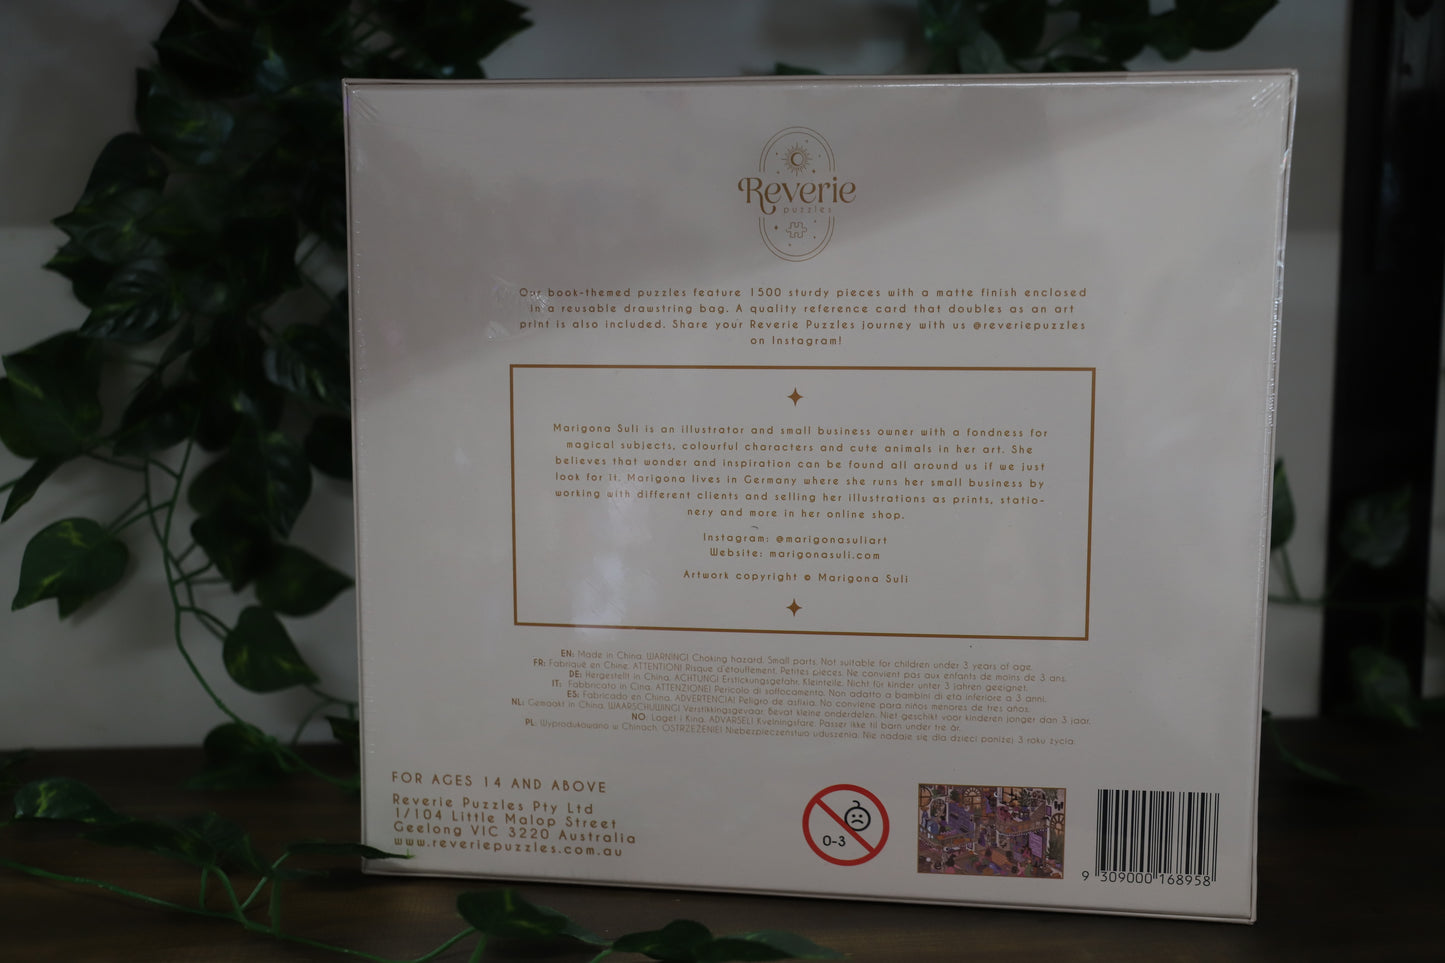 Reverie
puzzles
Our book-themed puzzles feature 1500 sturdy pieces with a matte finish enclosed
in a reusable drawstring bag. A quality reference card that doubles as an art
print is also included. Share your Reverie Puzzles journey with us @reveriepuzzles
on Instagram!
Marigona Suli is an illustrator and small business owner with a fondness for
magical subjects, colourful characters and cute animals in her art. She
believes that wonder and inspiration can be found all around us if we just
look for it. Marigona lives in Germany where she runs her small business by
working with different clients and selling her illustrations as prints, statio-
nery and more in her online shop.
Instagram: @marigonasuliart
Website: marigonasuli.com
Artwork copyright © Marigona Suli
EN: Made in China. WARNING! Choking hazard. Small parts. Not suitable for children under 3 years of age.
FR: Fabriqué en Chine. ATTENTION! Risque d'étouffement. Petites pièces. Ne convient pas aux enfants de moins de 3 ans.
DE: Hergestellt in China. ACHTUNG! Erstickungsgefahr. Kleinteile. Nicht für kinder unter 3 jahren geeignet.
IT: Fabbricato in Cina. ATTENZIONE! Pericolo di soffocamento. Non adatto a bambini di età inferiore a 3 anni.
ES: Fabricado en China. ADVERTENCIA! Peligro de asfixia. No conviene para niños menores de tres años.
NL: Gemaakt in China. WAARSCHUWING! Verstikkingsgevaar. Bevat kleine onderdelen. Niet geschikt voor kinderen jonger dan 3 jaar.
NO: Laget i Kina. ADVARSEL! Kvelningsfare. Passer ikke til barn under tre år.
PL: Wyprodukowano w Chinach. OSTRZEŻENIE! Niebezpieczeństwo uduszenia. Nie nadaje się dla dzieci poniżej 3 roku życia.
FOR AGES 14 AND ABOVE
Reverie Puzzles Pty Ltd
1/104 Little Malop Street
Geelong VIC 3220 Australia
www.reveriepuzzles.com.au
0-3
9 309000 168958